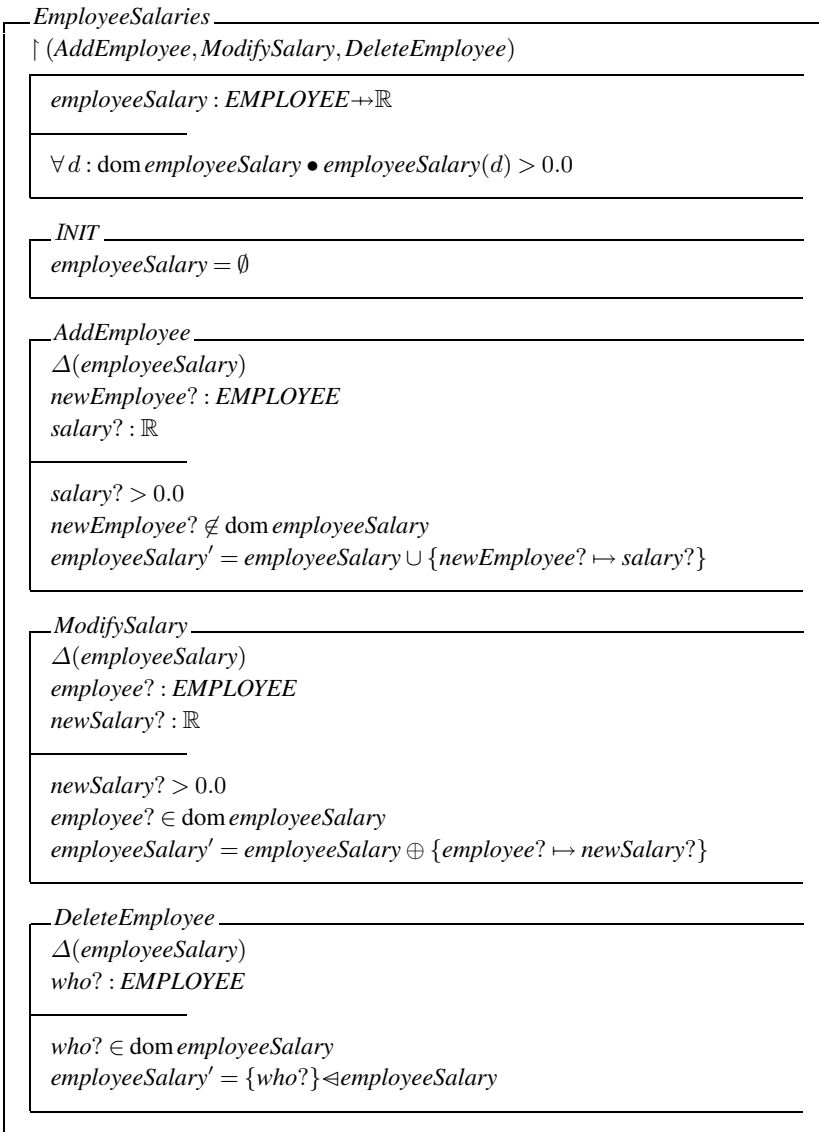 EmployeeSalaries
↾ (AddEmployee, ModifySalary, DeleteEmployee)
employeeSalary : EMPLOYEE ⇸ ℝ
∀ d : dom employeeSalary • employeeSalary(d) > 0.0
INIT
employeeSalary = ∅
AddEmployee
Δ(employeeSalary)
newEmployee? : EMPLOYEE
salary? : ℝ
salary? > 0.0
newEmployee? ∉ dom employeeSalary
employeeSalary′ = employeeSalary ∪ {newEmployee? ↦ salary?}
ModifySalary
Δ(employeeSalary)
employee? : EMPLOYEE
newSalary? : ℝ
newSalary? > 0.0
employee? ∈ dom employeeSalary
employeeSalary′ = employeeSalary ⊕ {employee? ↦ newSalary?}
DeleteEmployee
Δ(employeeSalary)
who? : EMPLOYEE
who? ∈ dom employeeSalary
employeeSalary′ = {who?} ⩤ employeeSalary